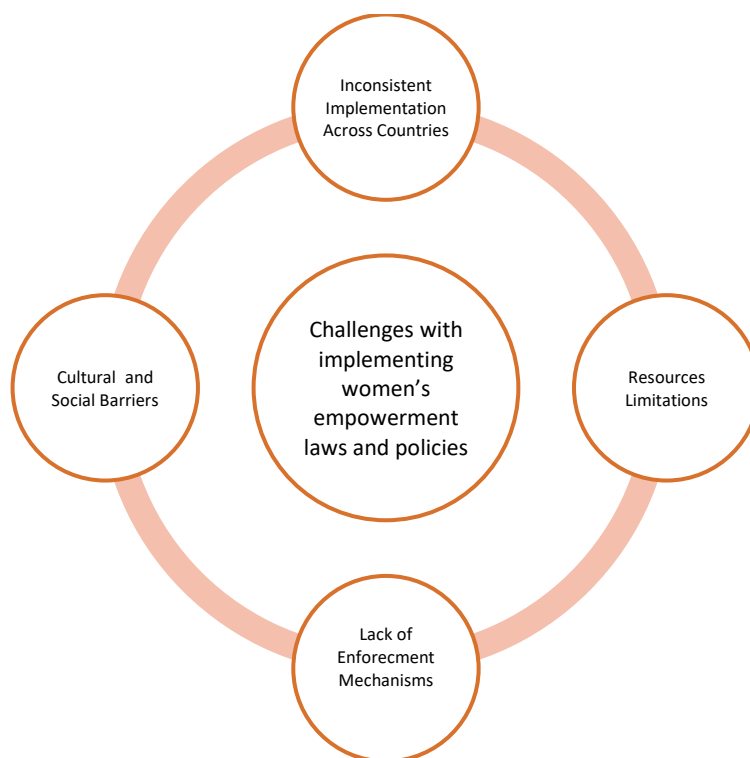 Inconsistent
Implementation
Across Countries
Challenges with
implementing
women's
empowerment
laws and policies
Cultural and
Social Barriers
Resources
Limitations
Lack of
Enforecment
Mechanisms